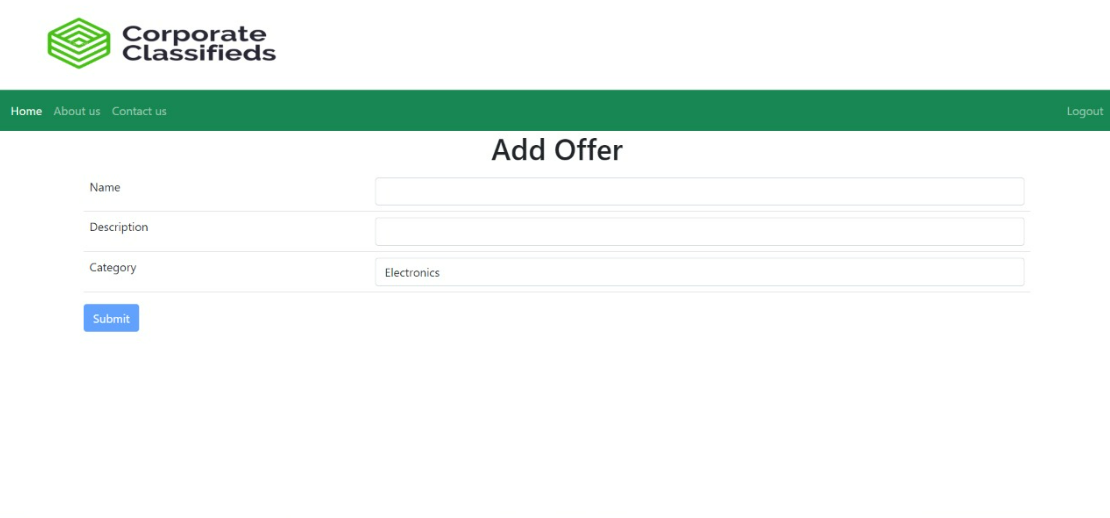 Corporate
Classifieds
Home About us Contact us Logout
Add Offer
Name
Description
Category Electronics
Submit